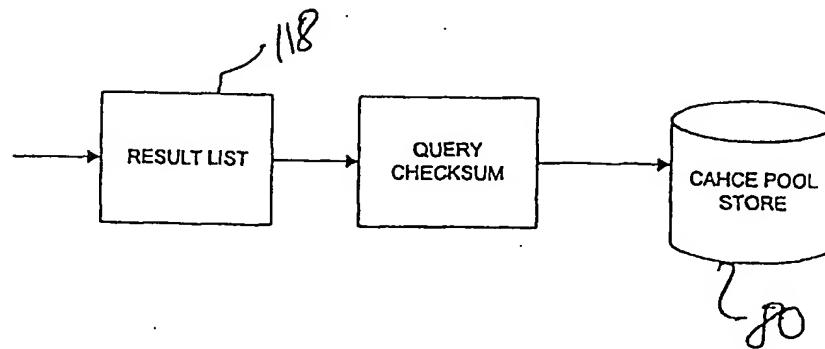 118
RESULT LIST
QUERY
CHECKSUM
CAHCE POOL
STORE
80